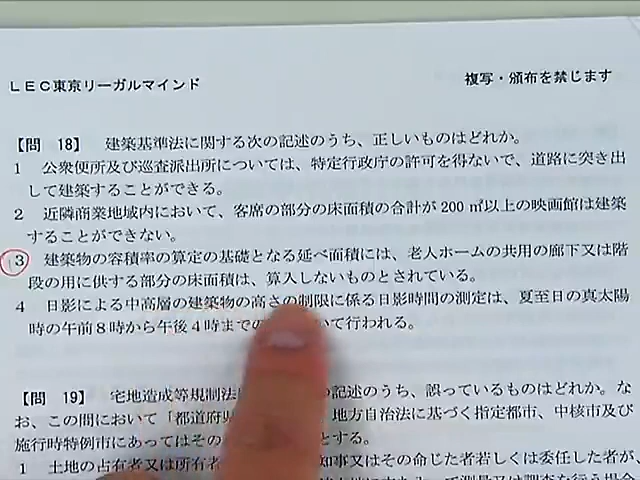 LEC東京リーガルマインド 複写・頒布を禁じます
【問 18】 建築基準法に関する次の記述のうち、正しいものはどれか。
1 公衆便所及び巡査派出所については、特定行政庁の許可を得ないで、道路に突き出
して建築することができる。
2 近隣商業地域内において、客席の部分の床面積の合計が 200 ㎡以上の映画館は建築
することができない。
3 建築物の容積率の算定の基礎となる延べ面積には、老人ホームの共用の廊下又は階
段の用に供する部分の床面積は、算入しないものとされている。
4 日影による中高層の建築物の高さの制限に係る日影時間の測定は、夏至日の真太陽
時の午前8時から午後4時までの いて行われる。
【問 19】 宅地造成等規制法 の記述のうち、誤っているものはどれか。な
お、この間において「都道府 地方自治法に基づく指定都市、中核市及び
施行時特例市にあってはその とする。
1 土地の占有者又は所有者 知事又はその命じた者若しくは委任した者が、